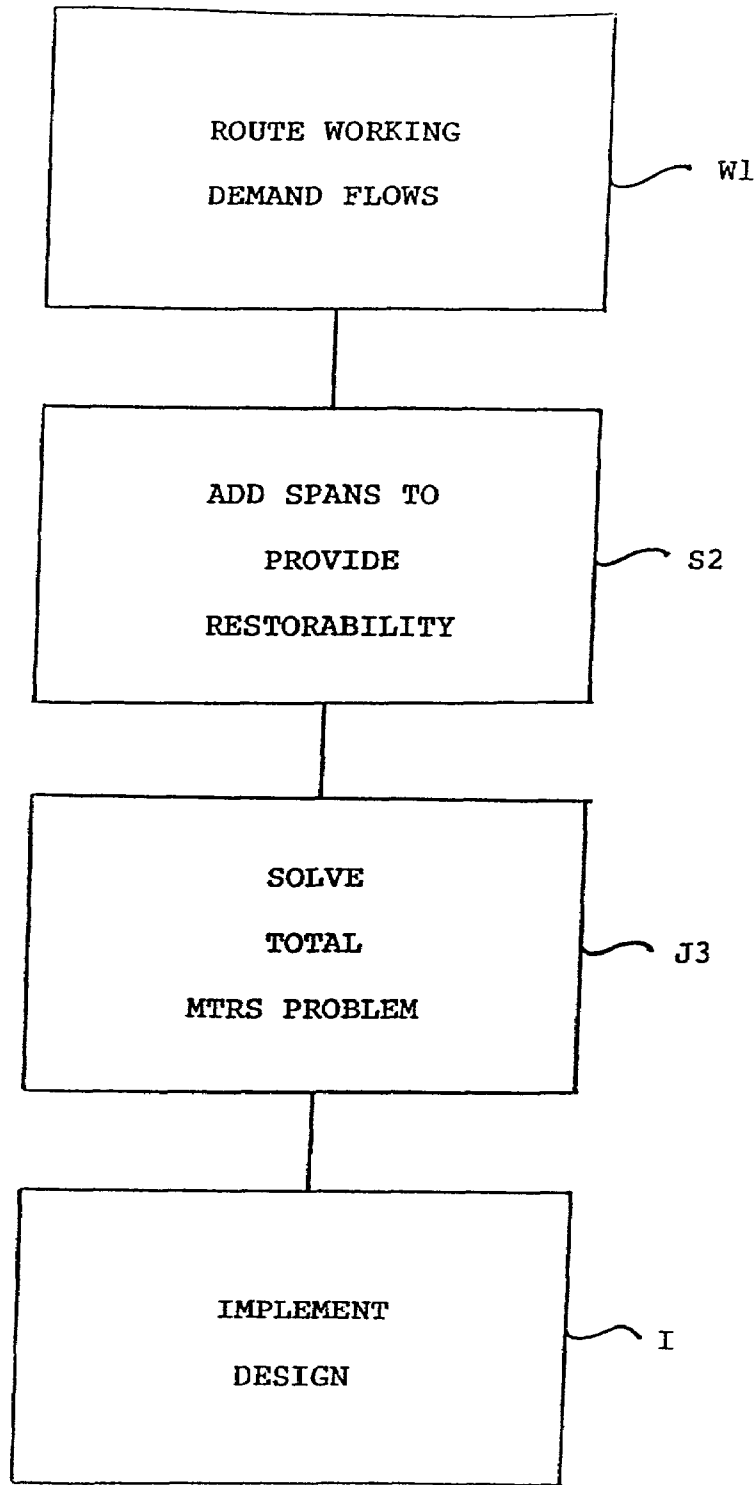 ROUTE WORKING
DEMAND FLOWS
W1
ADD SPANS TO
PROVIDE
RESTORABILITY
S2
SOLVE
TOTAL
MTRS PROBLEM
J3
IMPLEMENT
DESIGN
I